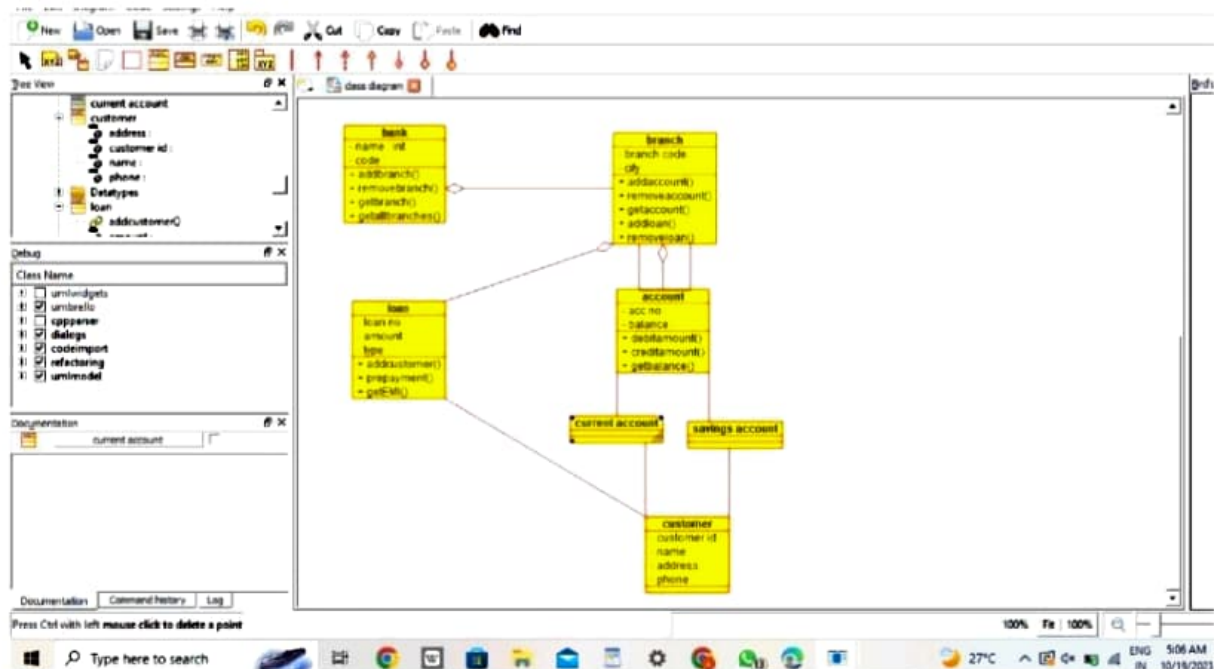 New Open Save Cut Copy Paste Find
Tree View
class diagram
current account
customer
address :
customer id :
name :
phone :
Datatypes
loan
addcustomer()
Debug
Class Name
umlwidgets
umbrello
cppparser
dialogs
codeimport
refactoring
umlmodel
Documentation
current account
Documentation Command history Log
Press Ctrl with left mouse click to delete a point
bank
- name : int
- code
+ addbranch()
+ removebranch()
+ getbranch()
+ getallbranches()
branch
branch code
city
+ addaccount()
+ removeaccount()
+ getaccount()
+ addloan()
+ removeloan()
loan
loan no
amount
type
+ addcustomer()
+ prepayment()
+ getEMI()
account
- acc no
- balance
+ debitamount()
+ creditamount()
+ getbalance()
current account
savings account
customer
customer id
name
address
phone
100% Fit 100%
Type here to search
27°C
ENG 5:06 AM
IN